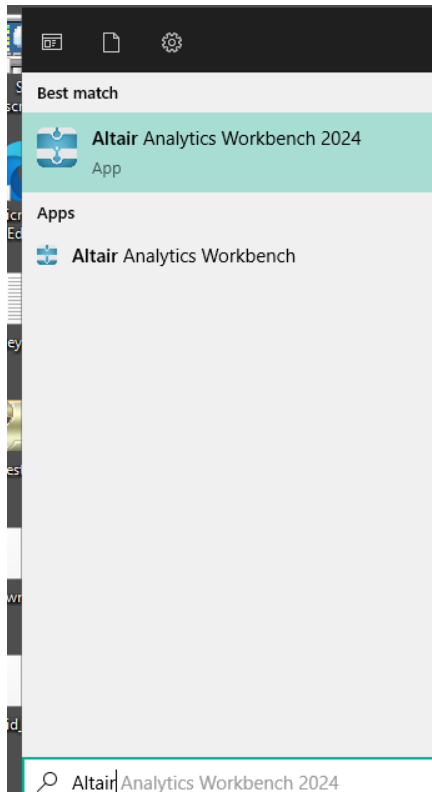 Best match
Altair Analytics Workbench 2024
App
Apps
Altair Analytics Workbench
Altair Analytics Workbench 2024